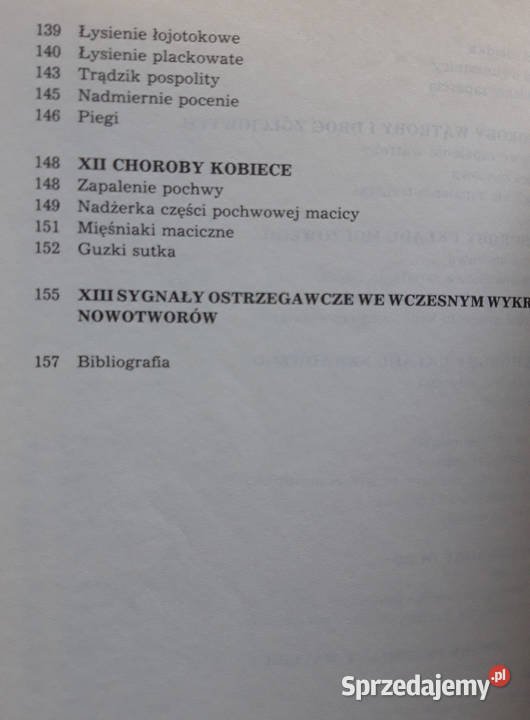 139 Łysienie łojotokowe
140 Łysienie plackowate
143 Trądzik pospolity
145 Nadmiernie pocenie
146 Piegi
148 XII CHOROBY KOBIECE
148 Zapalenie pochwy
149 Nadżerka części pochwowej macicy
151 Mięśniaki maciczne
152 Guzki sutka
155 XIII SYGNAŁY OSTRZEGAWCZE WE WCZESNYM WYKR
NOWOTWORÓW
157 Bibliografia
Sprzedajemy.pl